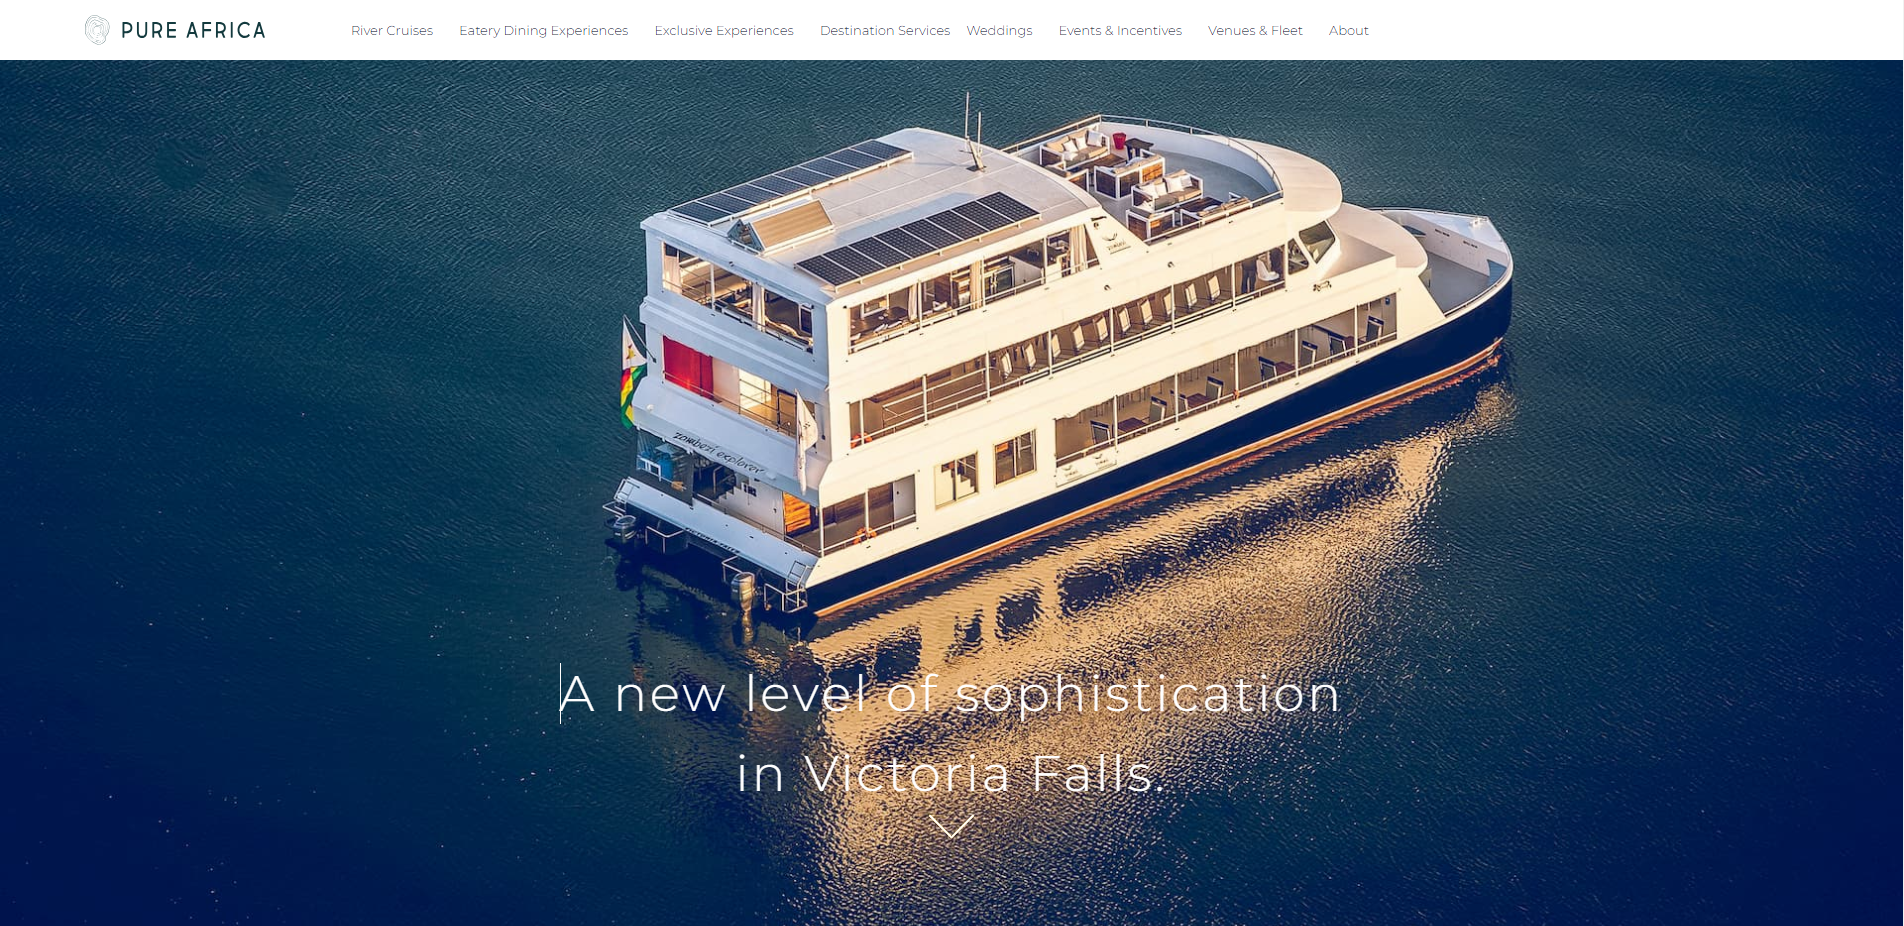 PURE AFRICA
River Cruises Eatery Dining Experiences Exclusive Experiences Destination Services Weddings Events & Incentives Venues & Fleet About
zambezi explorer
A new level of sophistication
in Victoria Falls.